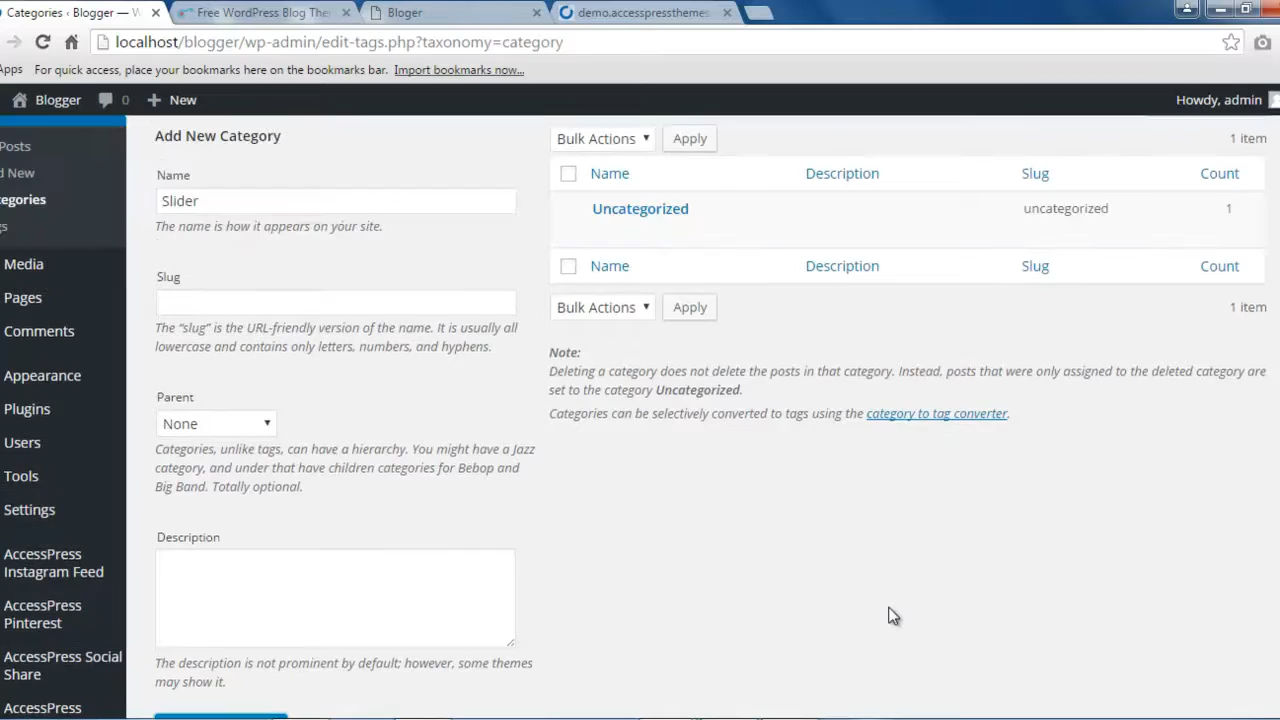 Categories ‹ Blogger — W
Free WordPress Blog The
Bloger
demo.accesspressthemes
localhost/blogger/wp-admin/edit-tags.php?taxonomy=category
Apps
For quick access, place your bookmarks here on the bookmarks bar.
Import bookmarks now...
Blogger
0
New
Howdy, admin
Posts
d New
tegories
gs
Media
Pages
Comments
Appearance
Plugins
Users
Tools
Settings
AccessPress
Instagram Feed
AccessPress
Pinterest
AccessPress Social
Share
AccessPress
Add New Category
Name
Slider
The name is how it appears on your site.
Slug
The “slug” is the URL-friendly version of the name. It is usually all
lowercase and contains only letters, numbers, and hyphens.
Parent
None
Categories, unlike tags, can have a hierarchy. You might have a Jazz
category, and under that have children categories for Bebop and
Big Band. Totally optional.
Description
The description is not prominent by default; however, some themes
may show it.
Bulk Actions
Apply
1 item
Name Description Slug Count
Uncategorized uncategorized 1
Name Description Slug Count
Bulk Actions
Apply
1 item
Note:
Deleting a category does not delete the posts in that category. Instead, posts that were only assigned to the deleted category are
set to the category Uncategorized.
Categories can be selectively converted to tags using the category to tag converter.